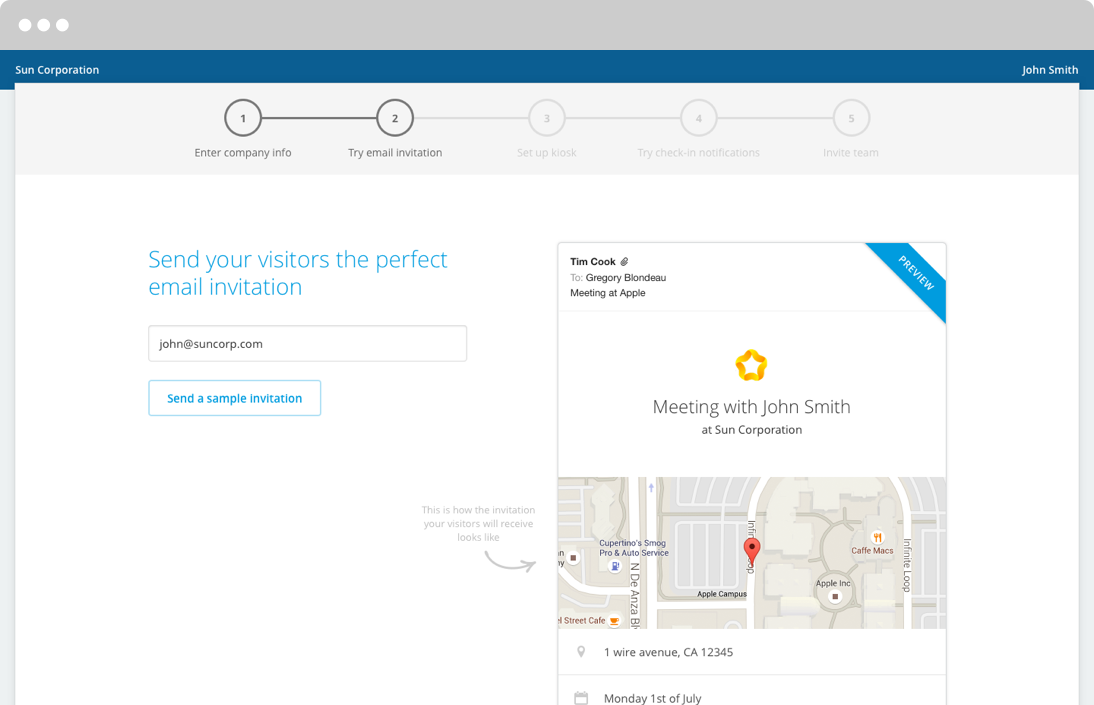 Sun Corporation
John Smith
1
2
3
4
5
Enter company info
Try email invitation
Set up kiosk
Try check-in notifications
Invite team
Send your visitors the perfect
email invitation
john@suncorp.com
Send a sample invitation
This is how the invitation
your visitors will receive
looks like
Tim Cook
To: Gregory Blondeau
Meeting at Apple
PREVIEW
Meeting with John Smith
at Sun Corporation
Cupertino's Smog
Pro & Auto Service
N De Anza Bl
Caffe Macs
Infinite Loop
Apple Inc
Apple Campus
Street Cafe
1 wire avenue, CA 12345
Monday 1st of July